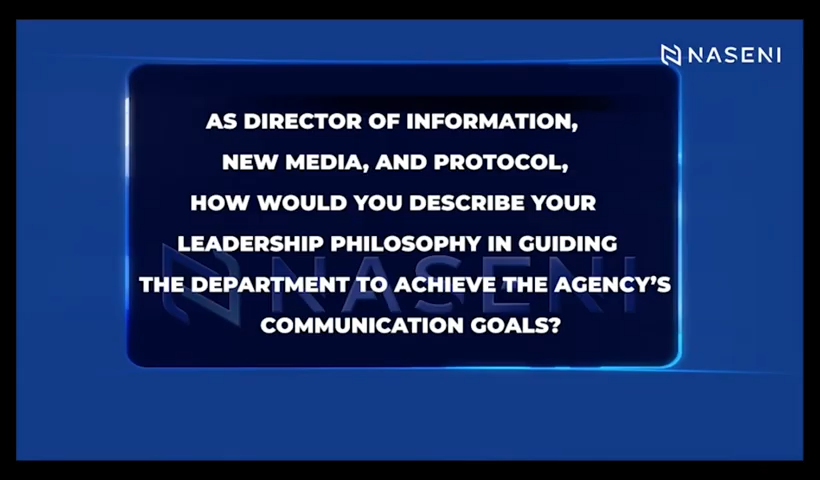 NASENI
AS DIRECTOR OF INFORMATION,
NEW MEDIA, AND PROTOCOL,
HOW WOULD YOU DESCRIBE YOUR
LEADERSHIP PHILOSOPHY IN GUIDING
THE DEPARTMENT TO ACHIEVE THE AGENCY’S
COMMUNICATION GOALS?
NASENI